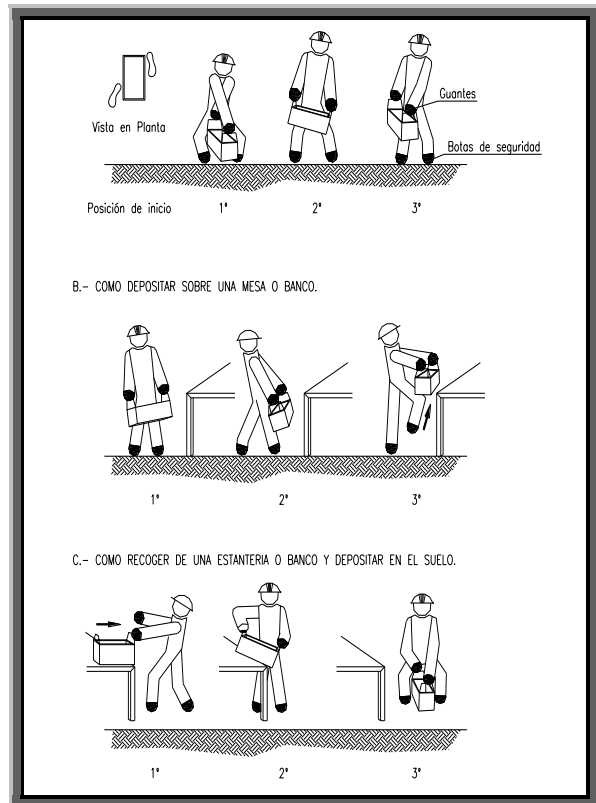 Guantes
Vista en Planta
Botas de seguridad
Posición de inicio 1° 2° 3°
B.- COMO DEPOSITAR SOBRE UNA MESA O BANCO.
1° 2° 3°
C.- COMO RECOGER DE UNA ESTANTERIA O BANCO Y DEPOSITAR EN EL SUELO.
1° 2° 3°